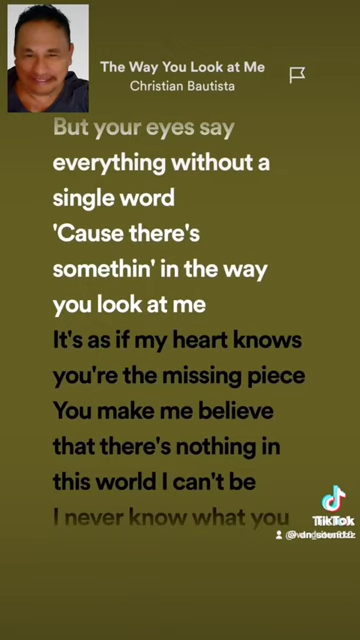 The Way You Look at Me
Christian Bautista
But your eyes say
everything without a
single word
'Cause there's
somethin' in the way
you look at me
It's as if my heart knows
you're the missing piece
You make me believe
that there's nothing in
this world I can't be
I never know what you
TikTok